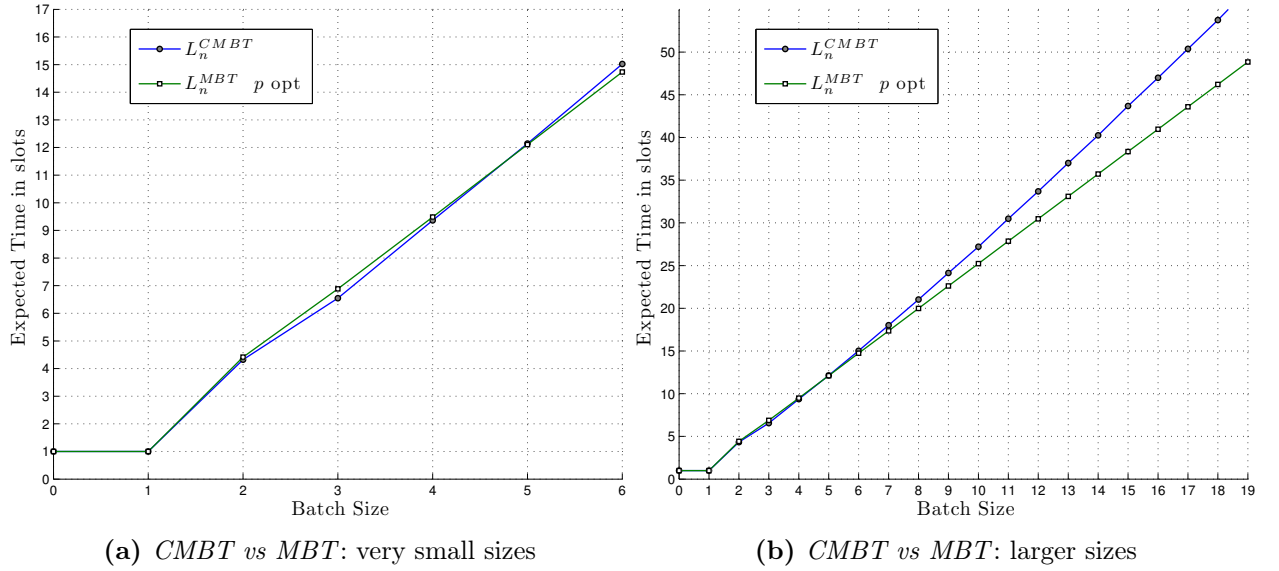 17
16
15
14
13
12
11
10
9
8
7
6
5
4
3
2
1
0
Expected Time in slots
L_n^{CMBT}
L_n^{MBT} p opt
0 1 2 3 4 5 6
Batch Size
(a) CMBT vs MBT: very small sizes
50
45
40
35
30
25
20
15
10
5
0
Expected Time in slots
L_n^{CMBT}
L_n^{MBT} p opt
0 1 2 3 4 5 6 7 8 9 10 11 12 13 14 15 16 17 18 19
Batch Size
(b) CMBT vs MBT: larger sizes